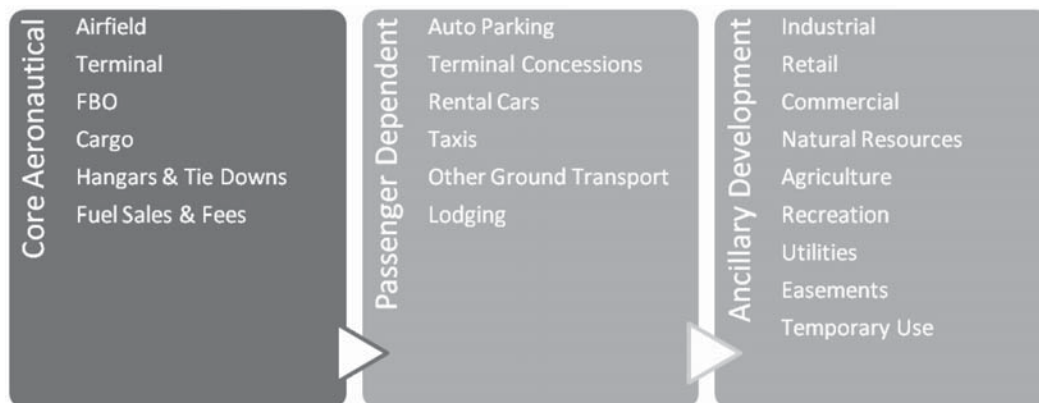 Core Aeronautical
Airfield
Terminal
FBO
Cargo
Hangars & Tie Downs
Fuel Sales & Fees
Passenger Dependent
Auto Parking
Terminal Concessions
Rental Cars
Taxis
Other Ground Transport
Lodging
Ancillary Development
Industrial
Retail
Commercial
Natural Resources
Agriculture
Recreation
Utilities
Easements
Temporary Use